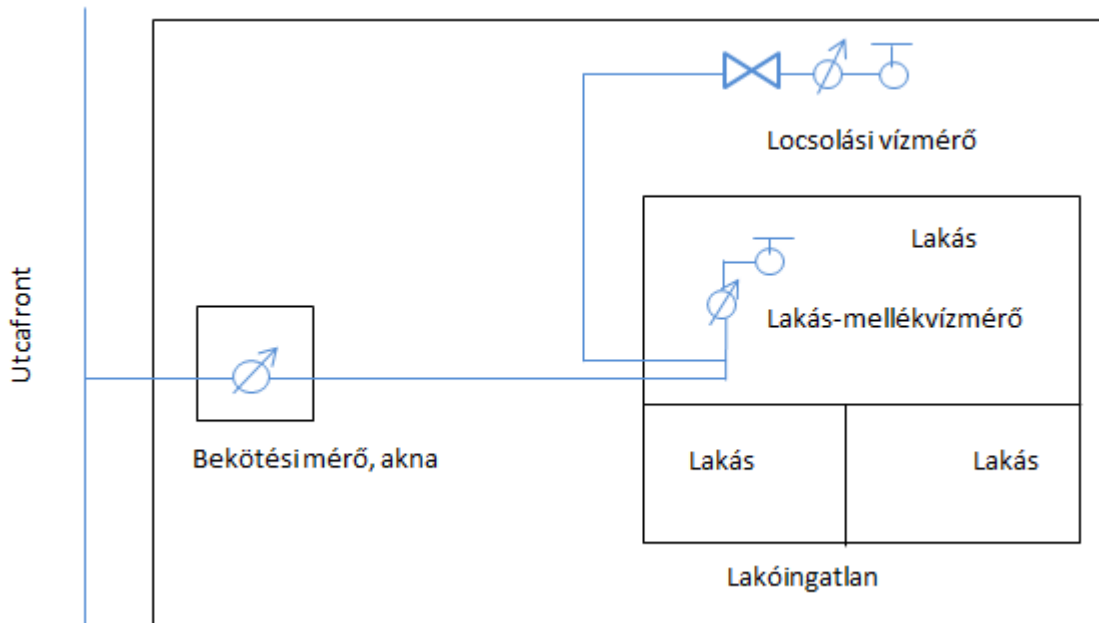 Locsolási vízmérő
Lakás
Utcafront
Lakás-mellékvízmérő
Bekötési mérő, akna
Lakás
Lakás
Lakóingatlan